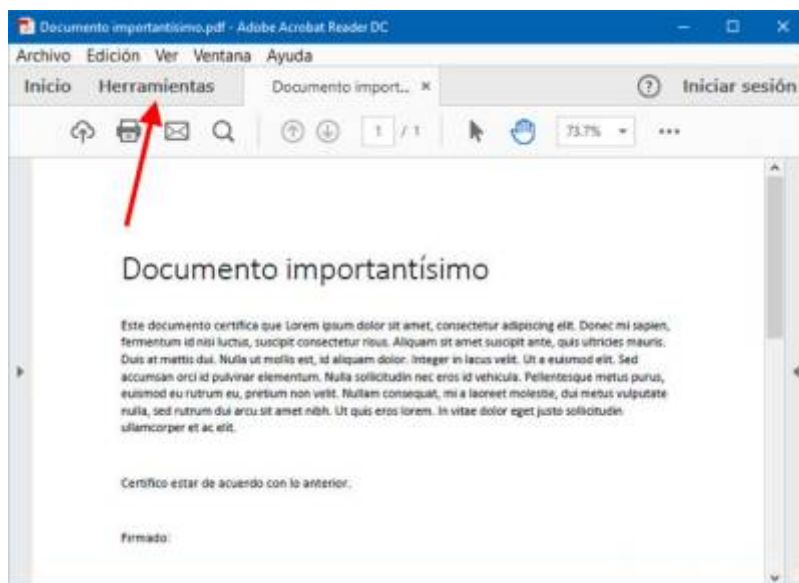 Documento importantísimo.pdf - Adobe Acrobat Reader DC
Archivo Edición Ver Ventana Ayuda
Inicio Herramientas Documento import... Iniciar sesión
1 / 1 73.7%
Documento importantísimo
Este documento certifica que Lorem ipsum dolor sit amet, consectetur adipiscing elit. Donec mi sapien,
fermentum id nisi luctus, suscipit consectetur risus. Aliquam sit amet suscipit ante, quis ultricies mauris.
Duis at mattis dui. Nulla ut mollis est, id aliquam dolor. Integer in lacus velit. Ut a euismod elit. Sed
accumsan orci id pulvinar elementum. Nulla sollicitudin nec eros id vehicula. Pellentesque metus purus,
euismod eu rutrum eu, pretium non velit. Nullam consequat, mi a laoreet molestie, dui metus vulputate
nulla, sed rutrum dui arcu sit amet nibh. Ut quis eros lorem. In vitae dolor eget justo sollicitudin
ullamcorper et ac elit.
Certifico estar de acuerdo con lo anterior.
Firmado: